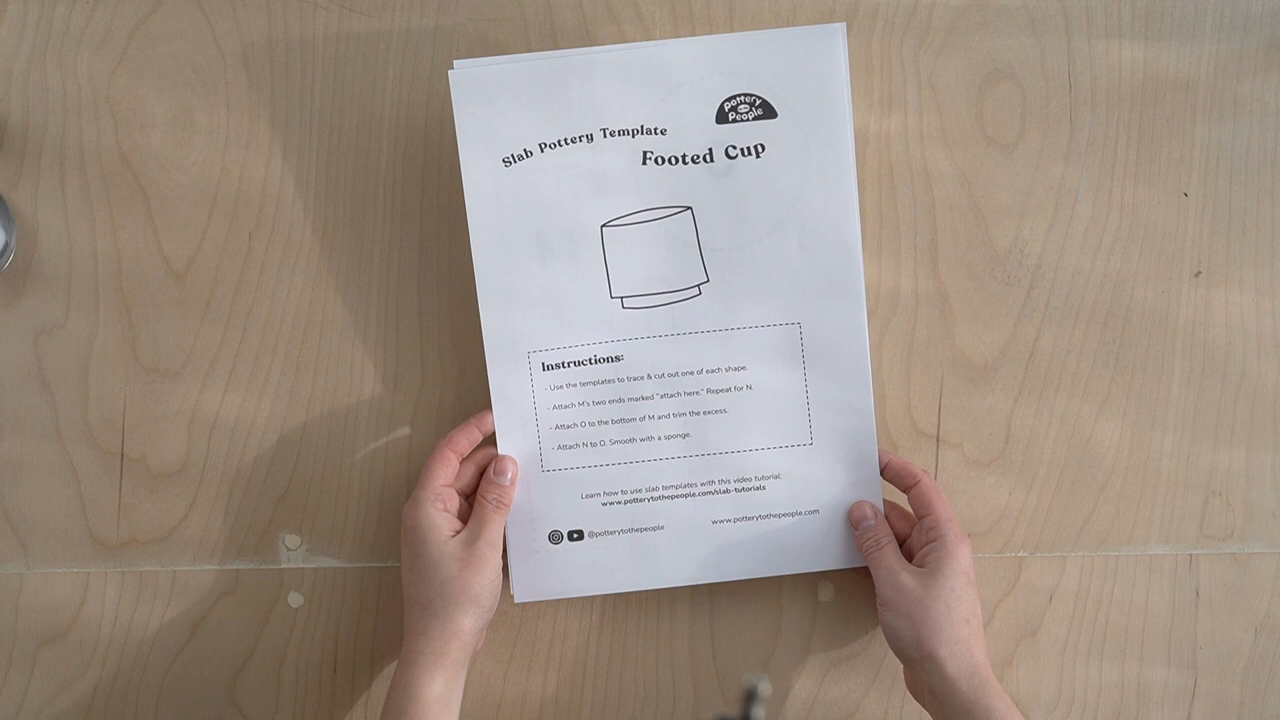 Pottery
to the
People
Slab Pottery Template
Footed Cup
Instructions:
- Use the templates to trace & cut out one of each shape.
- Attach M's two ends marked "attach here." Repeat for N.
- Attach O to the bottom of M and trim the excess.
- Attach N to O. Smooth with a sponge.
Learn how to use slab templates with this video tutorial:
www.potterytothepeople.com/slab-tutorials
@potterytothepeople
www.potterytothepeople.com